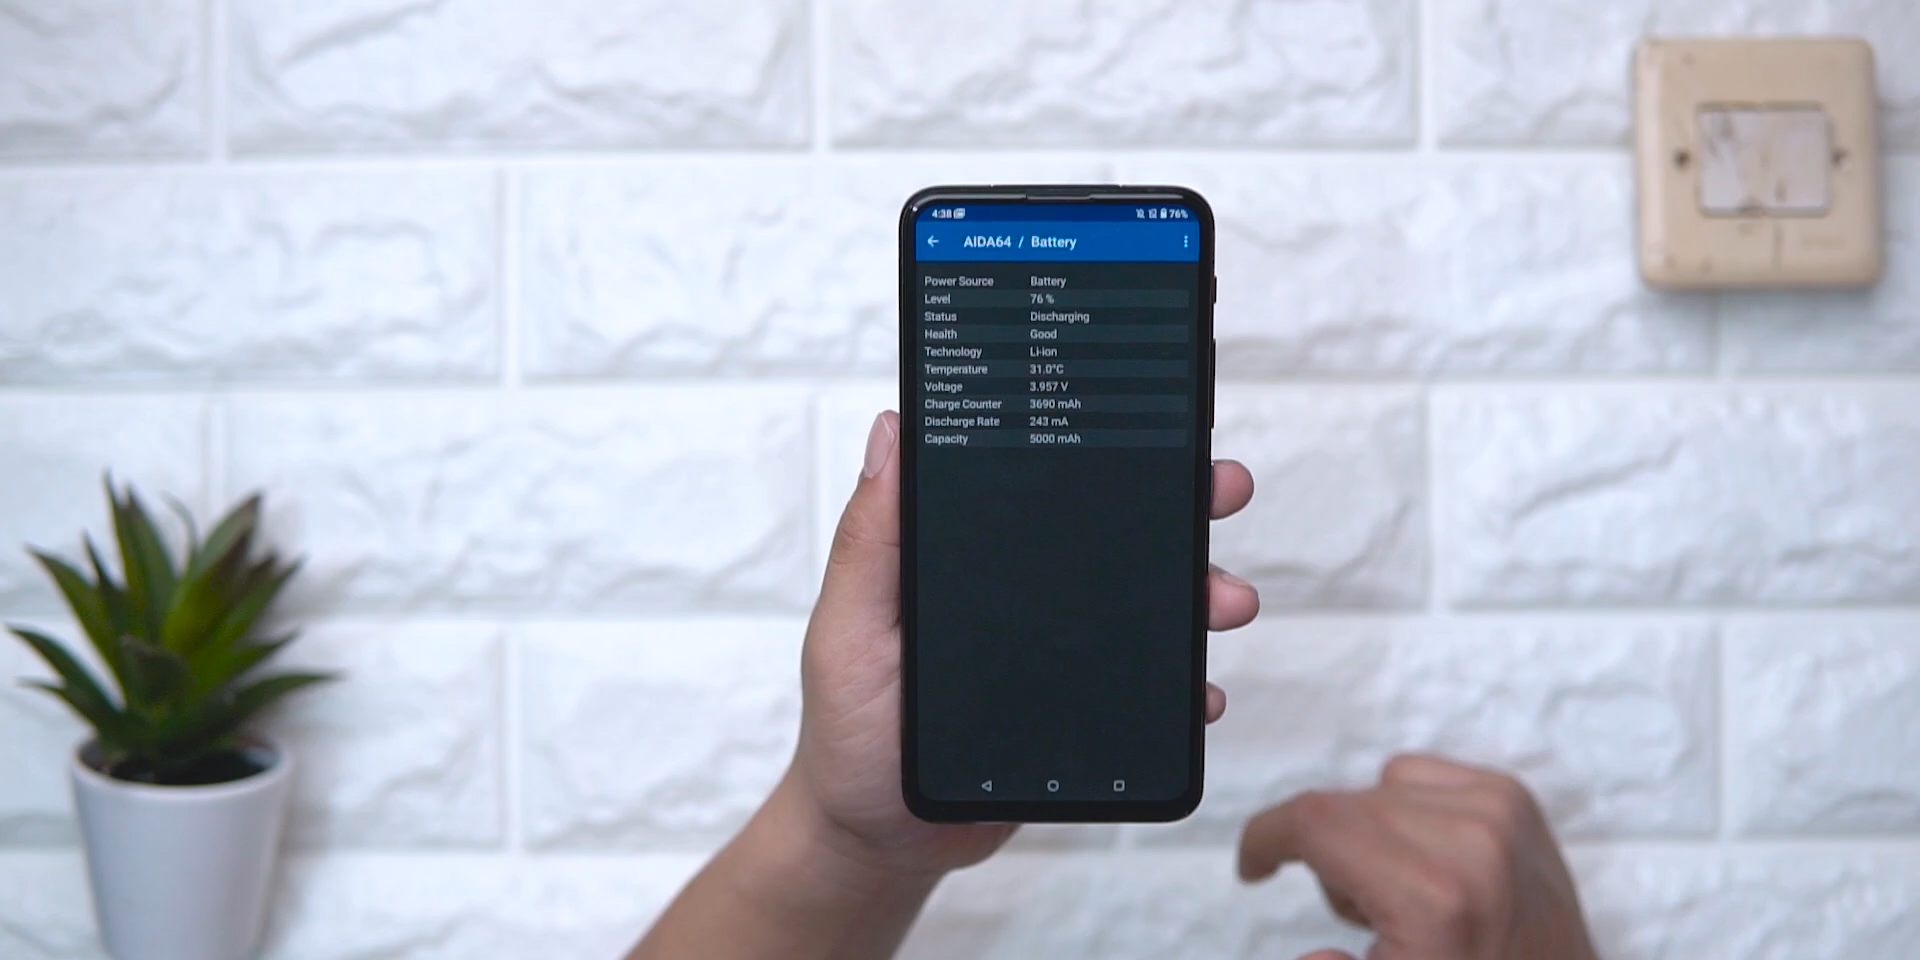 4:38 76%
AIDA64 / Battery
Power Source Battery
Level 76 %
Status Discharging
Health Good
Technology Li-ion
Temperature 31.0°C
Voltage 3.957 V
Charge Counter 3690 mAh
Discharge Rate 243 mA
Capacity 5000 mAh